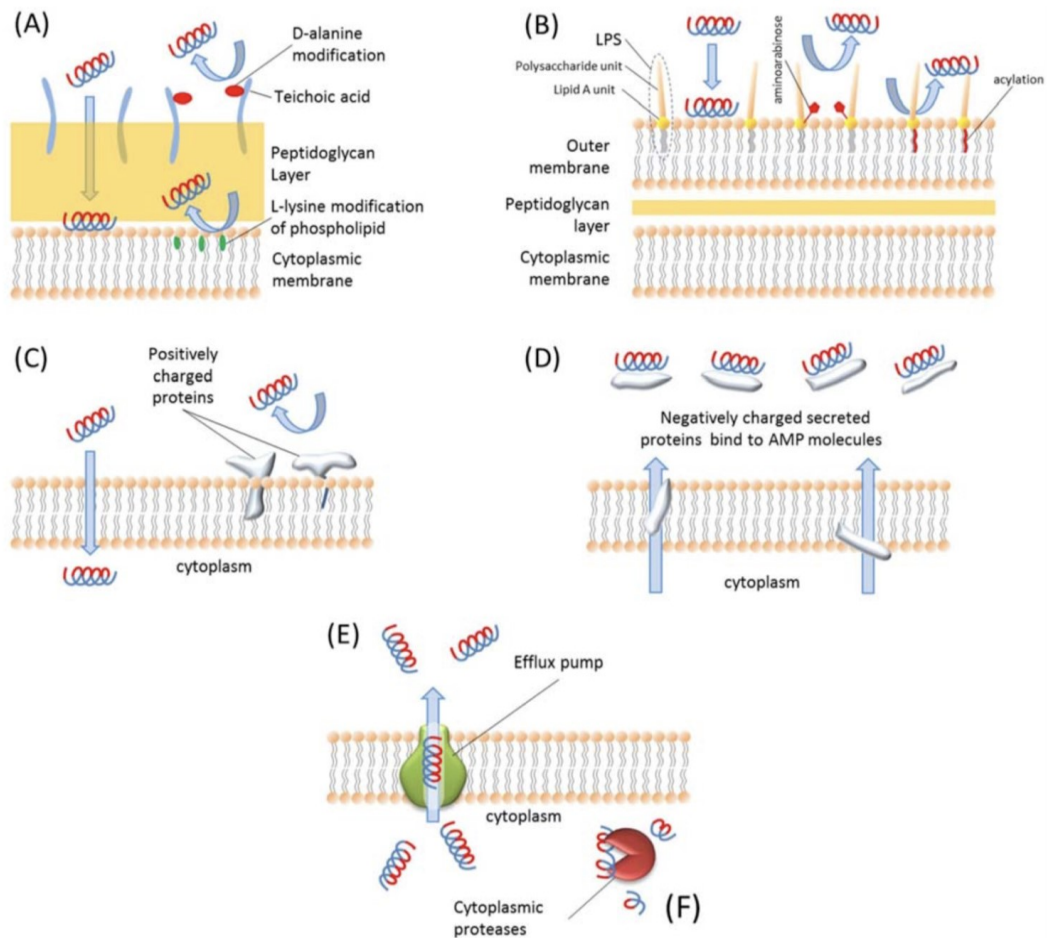 (A)
D-alanine
modification
Teichoic acid
Peptidoglycan
Layer
L-lysine modification
of phospholipid
Cytoplasmic
membrane
(B)
LPS
Polysaccharide unit
Lipid A unit
aminoarabinose
acylation
Outer
membrane
Peptidoglycan
layer
Cytoplasmic
membrane
(C)
Positively
charged
proteins
cytoplasm
(D)
Negatively charged secreted
proteins bind to AMP molecules
cytoplasm
(E)
Efflux pump
cytoplasm
Cytoplasmic
proteases
(F)